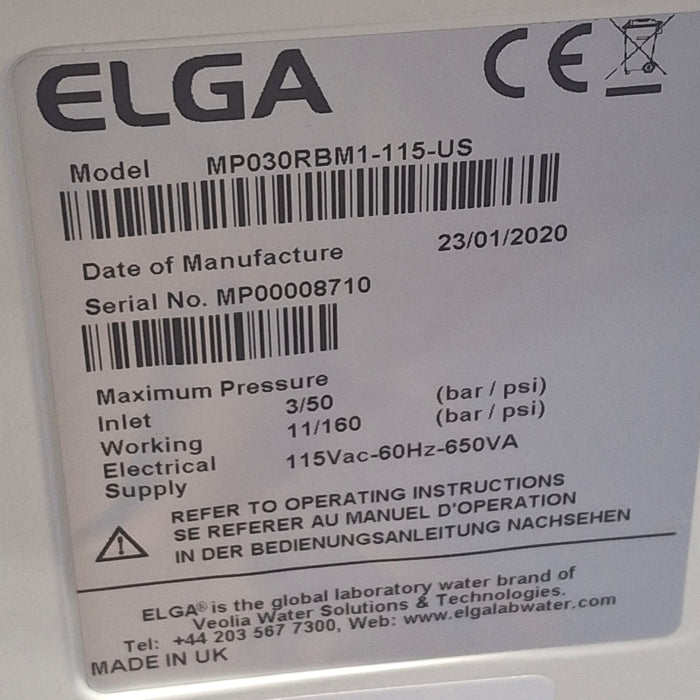 ELGA CE
Model MP030RBM1-115-US
Date of Manufacture 23/01/2020
Serial No. MP00008710
Maximum Pressure
Inlet 3/50 (bar / psi)
Working 11/160 (bar / psi)
Electrical 115Vac-60Hz-650VA
Supply
REFER TO OPERATING INSTRUCTIONS
SE REFERER AU MANUEL D'OPERATION
IN DER BEDIENUNGSANLEITUNG NACHSEHEN
ELGA® is the global laboratory water brand of
Veolia Water Solutions & Technologies.
Tel: +44 203 567 7300, Web: www.elgalabwater.com
MADE IN UK